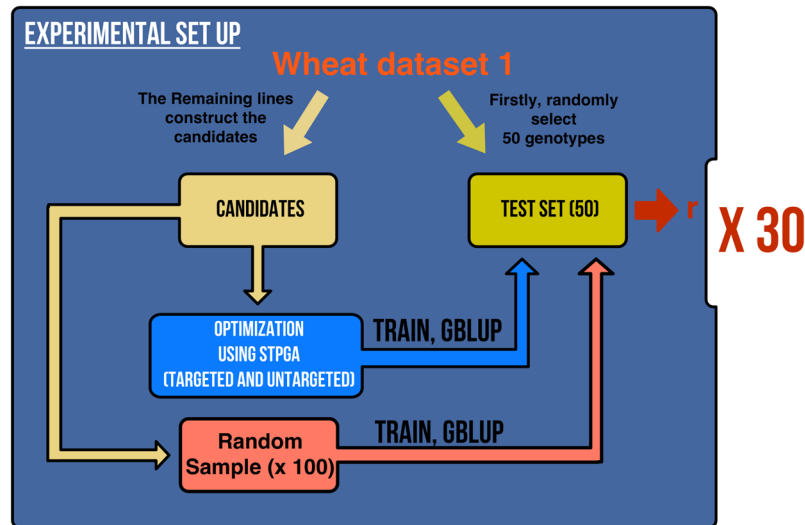 EXPERIMENTAL SET UP
Wheat dataset 1
The Remaining lines
construct the
candidates
Firstly, randomly
select
50 genotypes
CANDIDATES
TEST SET (50)
r
X 30
OPTIMIZATION
USING STPGA
(TARGETED AND UNTARGETED)
TRAIN, GBLUP
Random
Sample (x 100)
TRAIN, GBLUP